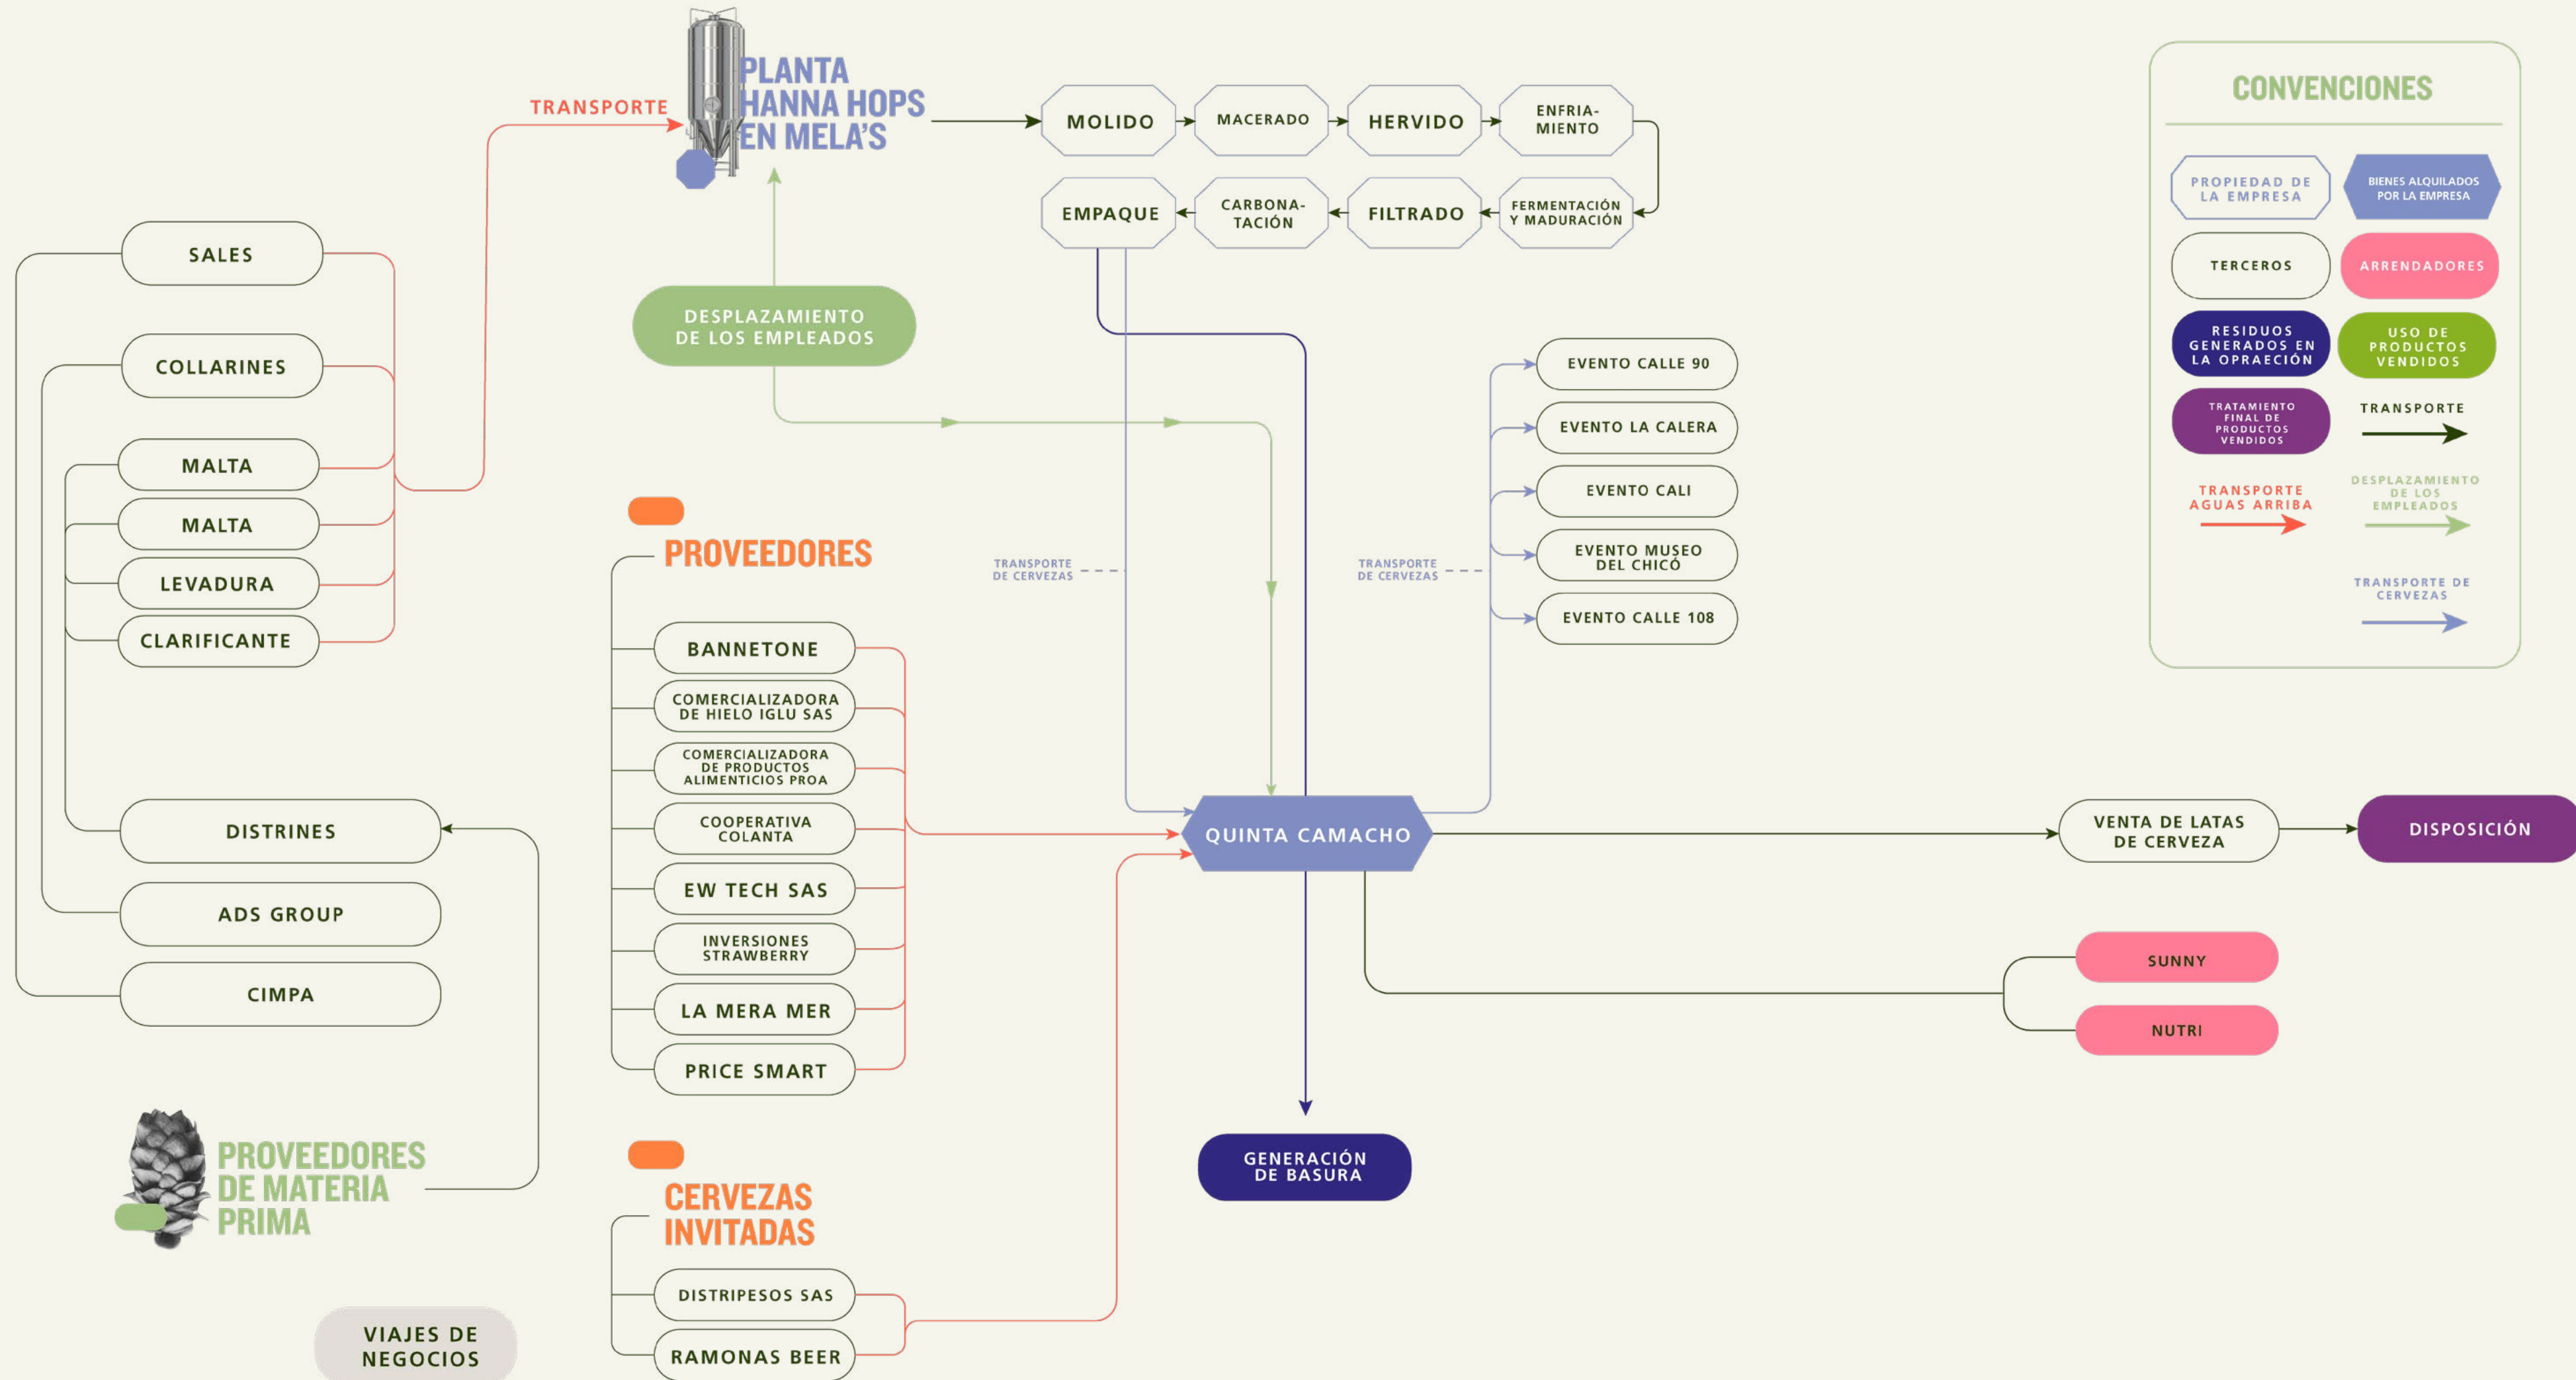 TRANSPORTE
PLANTA
HANNA HOPS
EN MELA'S
MOLIDO
MACERADO
HERVIDO
ENFRIA-
MIENTO
EMPAQUE
CARBONA-
TACIÓN
FILTRADO
FERMENTACIÓN
Y MADURACIÓN
DESPLAZAMIENTO
DE LOS EMPLEADOS
SALES
COLLARINES
MALTA
MALTA
LEVADURA
CLARIFICANTE
DISTRINES
ADS GROUP
CIMPA
PROVEEDORES
DE MATERIA
PRIMA
VIAJES DE
NEGOCIOS
PROVEEDORES
BANNETONE
COMERCIALIZADORA
DE HIELO IGLU SAS
COMERCIALIZADORA
DE PRODUCTOS
ALIMENTICIOS PROA
COOPERATIVA
COLANTA
EW TECH SAS
INVERSIONES
STRAWBERRY
LA MERA MER
PRICE SMART
CERVEZAS
INVITADAS
DISTRIPESOS SAS
RAMONAS BEER
TRANSPORTE
DE CERVEZAS
TRANSPORTE
DE CERVEZAS
EVENTO CALLE 90
EVENTO LA CALERA
EVENTO CALI
EVENTO MUSEO
DEL CHICÓ
EVENTO CALLE 108
QUINTA CAMACHO
GENERACIÓN
DE BASURA
VENTA DE LATAS
DE CERVEZA
DISPOSICIÓN
SUNNY
NUTRI
CONVENCIONES
PROPIEDAD DE
LA EMPRESA
BIENES ALQUILADOS
POR LA EMPRESA
TERCEROS
ARRENDADORES
RESIDUOS
GENERADOS EN
LA OPRAECIÓN
USO DE
PRODUCTOS
VENDIDOS
TRATAMIENTO
FINAL DE
PRODUCTOS
VENDIDOS
TRANSPORTE
TRANSPORTE
AGUAS ARRIBA
DESPLAZAMIENTO
DE LOS
EMPLEADOS
TRANSPORTE DE
CERVEZAS